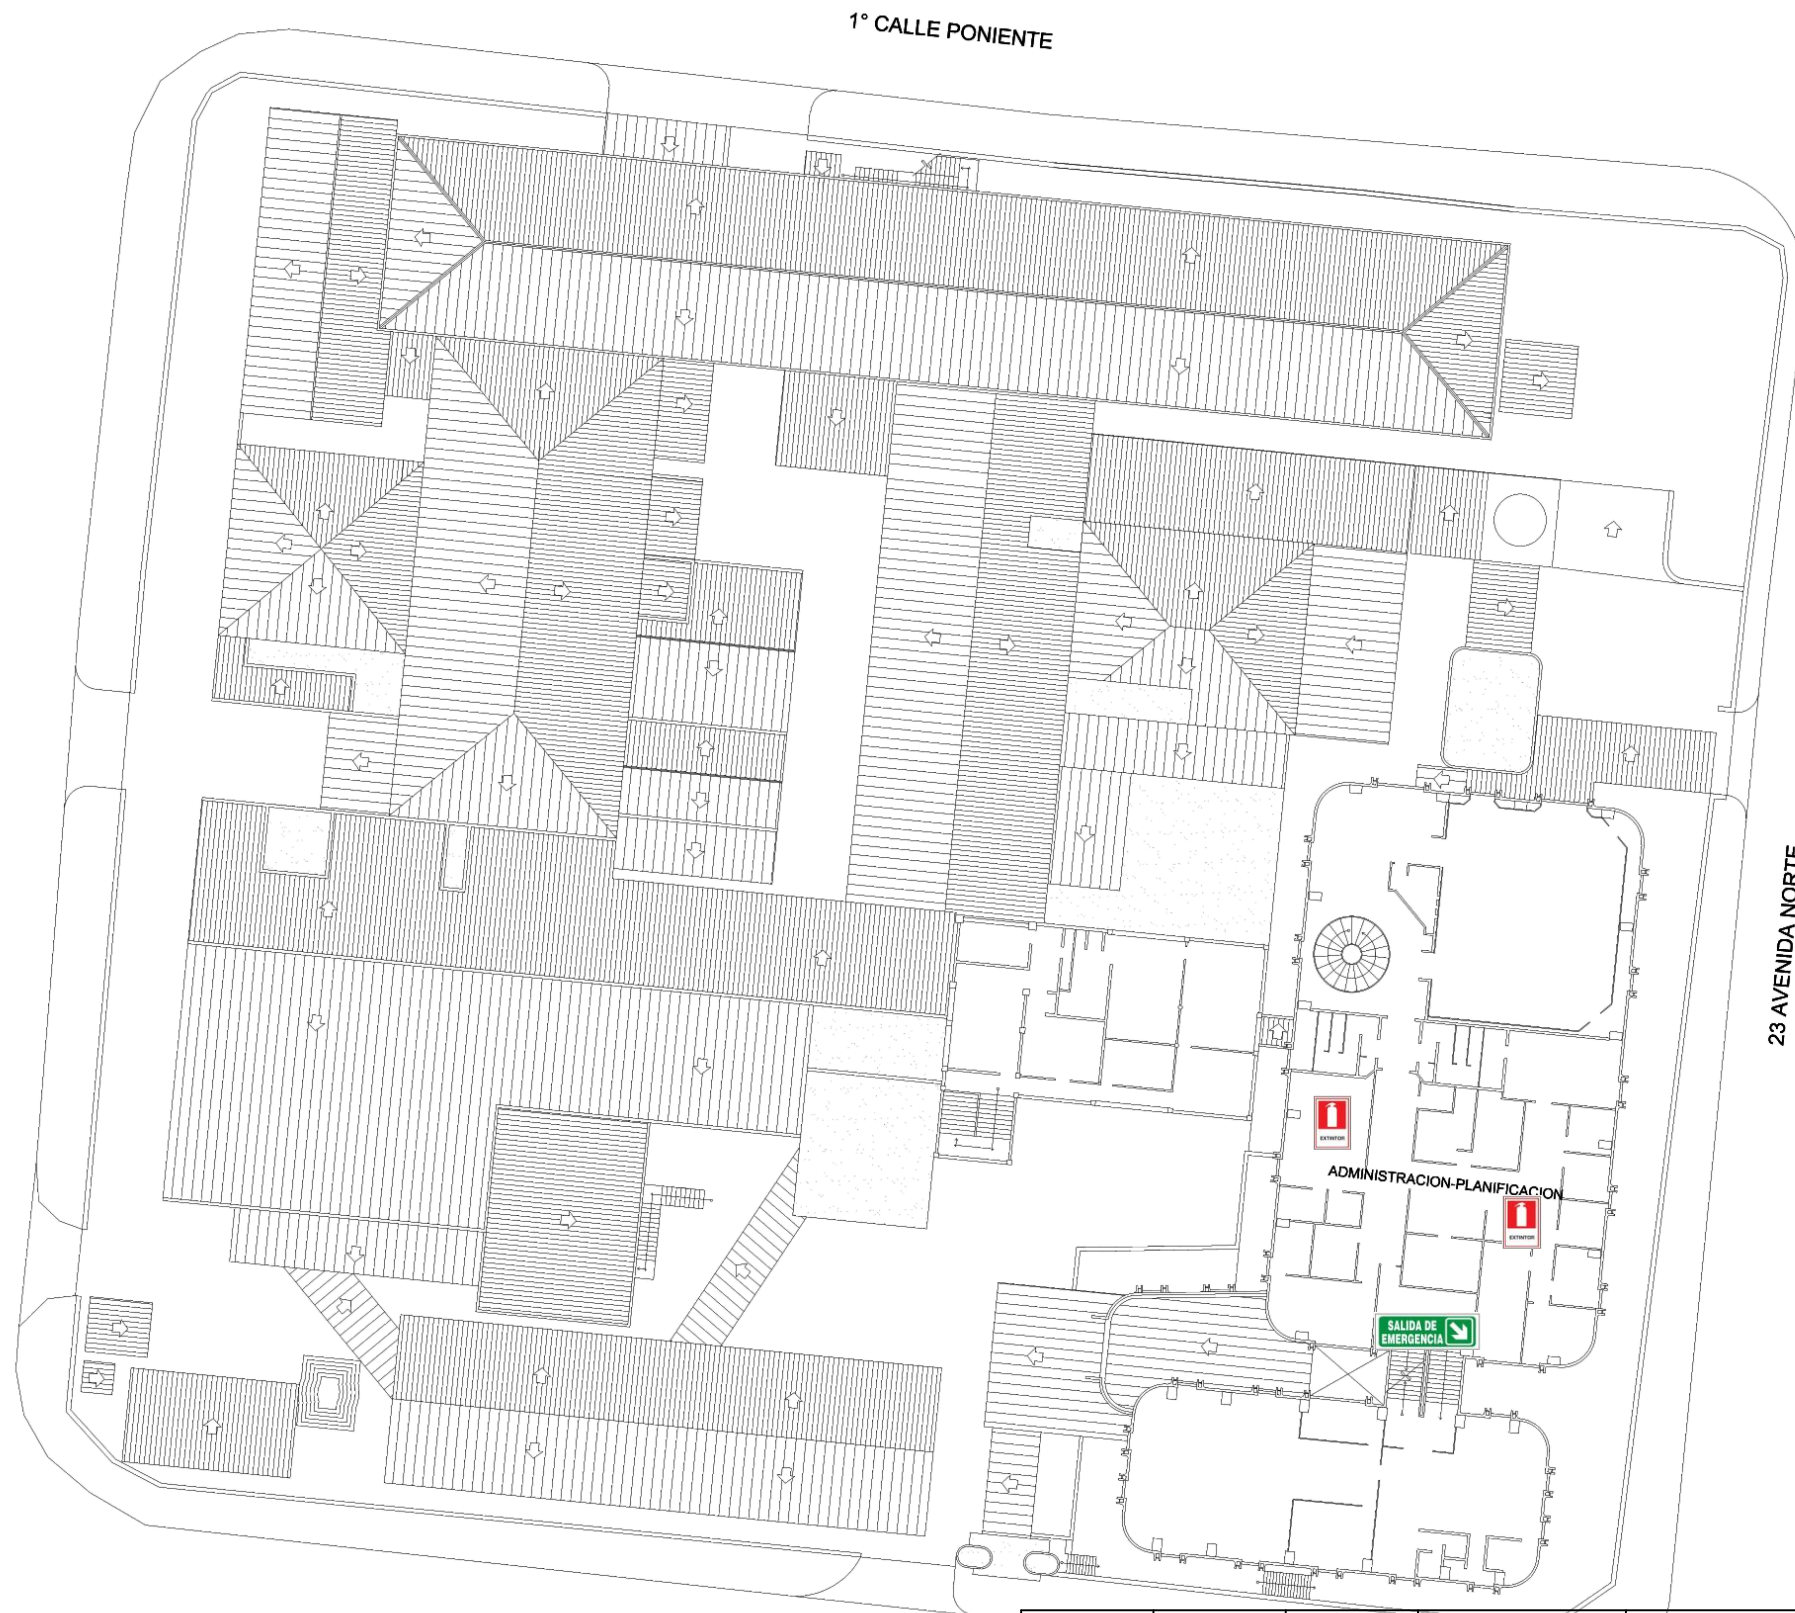 1° CALLE PONIENTE
23 AVENIDA NORTE
EXTINTOR
ADMINISTRACION-PLANIFICACION
EXTINTOR
SALIDA DE
EMERGENCIA